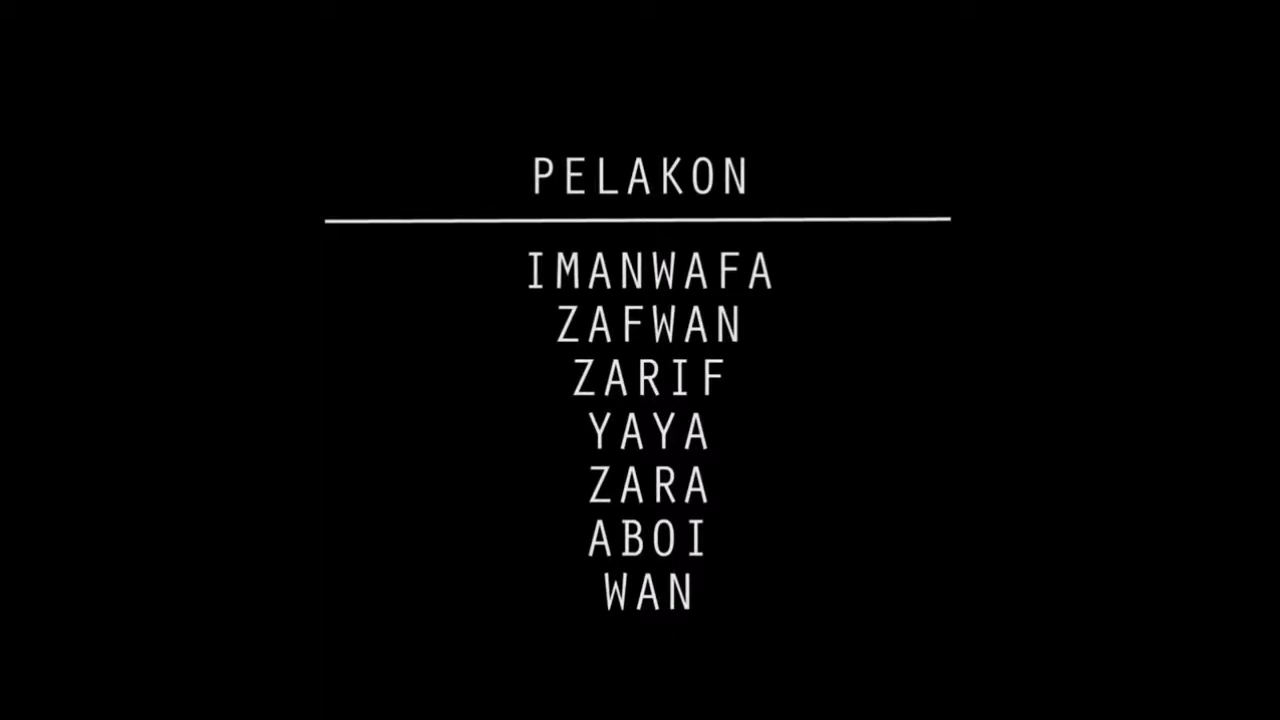 PELAKON
IMANWAFA
ZAFWAN
ZARIF
YAYA
ZARA
ABOI
WAN